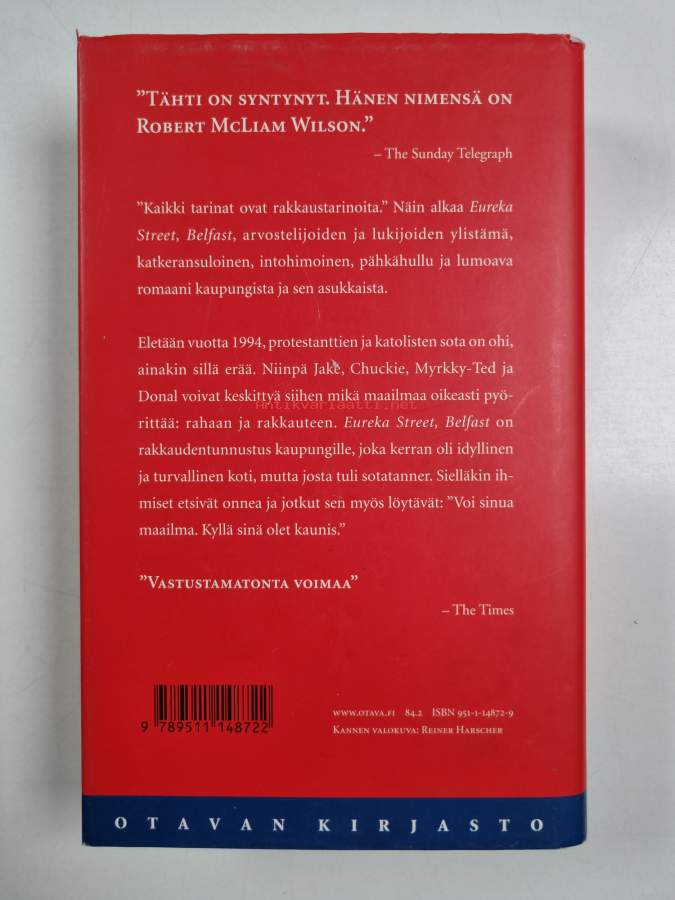 ”Tähti on syntynyt. Hänen nimensä on
Robert McLiam Wilson.”
– The Sunday Telegraph
”Kaikki tarinat ovat rakkaustarinoita.” Näin alkaa Eureka
Street, Belfast, arvostelijoiden ja lukijoiden ylistämä,
katkeransuloinen, intohimoinen, pähkähullu ja lumoava
romaani kaupungista ja sen asukkaista.
Eletään vuotta 1994, protestanttien ja katolisten sota on ohi,
ainakin sillä erää. Niinpä Jake, Chuckie, Myrkky-Ted ja
Donal voivat keskittyä siihen mikä maailmaa oikeasti pyö-
antikvariaatti.net
rittää: rahaan ja rakkauteen. Eureka Street, Belfast on
rakkaudentunnustus kaupungille, joka kerran oli idyllinen
ja turvallinen koti, mutta josta tuli sotatanner. Sielläkin ih-
miset etsivät onnea ja jotkut sen myös löytävät: ”Voi sinua
maailma. Kyllä sinä olet kaunis.”
”Vastustamatonta voimaa”
– The Times
www.otava.fi 84.2 ISBN 951-1-14872-9
Kannen valokuva: Reiner Harscher
9 789511 148722
OTAVAN KIRJASTO